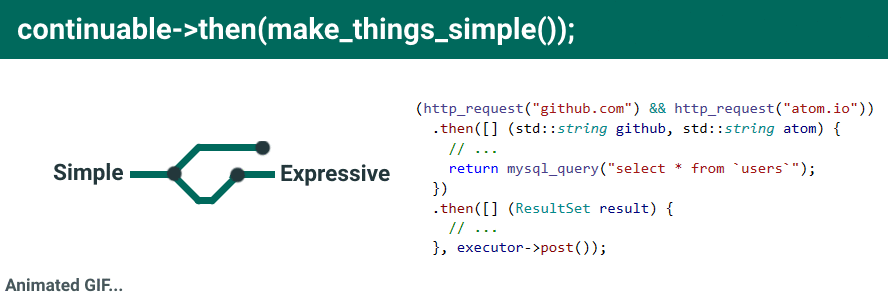 continuable->then(make_things_simple());
Simple
Expressive
(http_request("github.com") && http_request("atom.io"))
.then([] (std::string github, std::string atom) {
// ...
return mysql_query("select * from `users`");
})
.then([] (ResultSet result) {
// ...
}, executor->post());
Animated GIF...